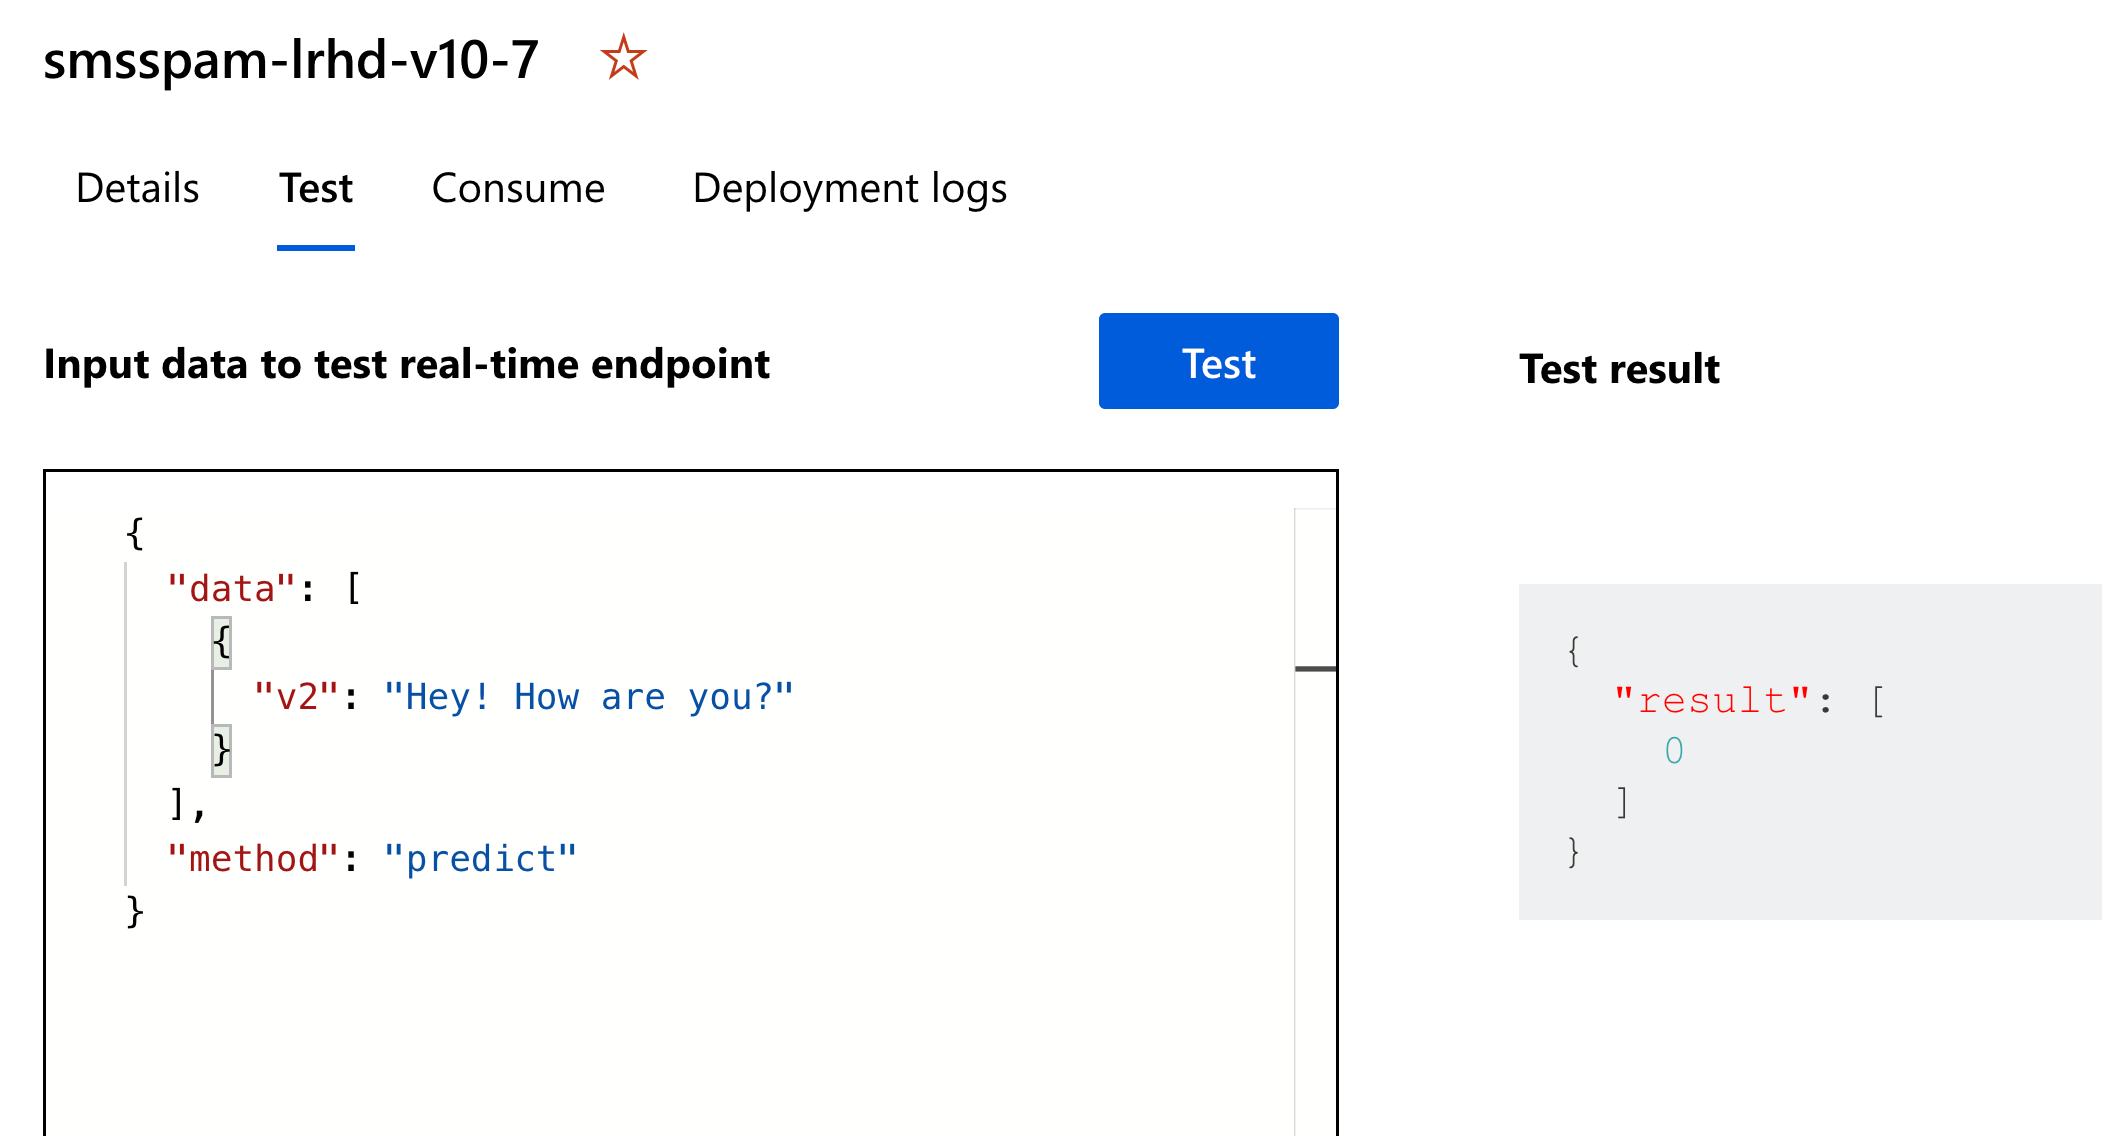 smsspam-lrhd-v10-7
Details Test Consume Deployment logs
Input data to test real-time endpoint
Test
Test result
{
"data": [
{
"v2": "Hey! How are you?"
}
],
"method": "predict"
}
{
"result": [
0
]
}